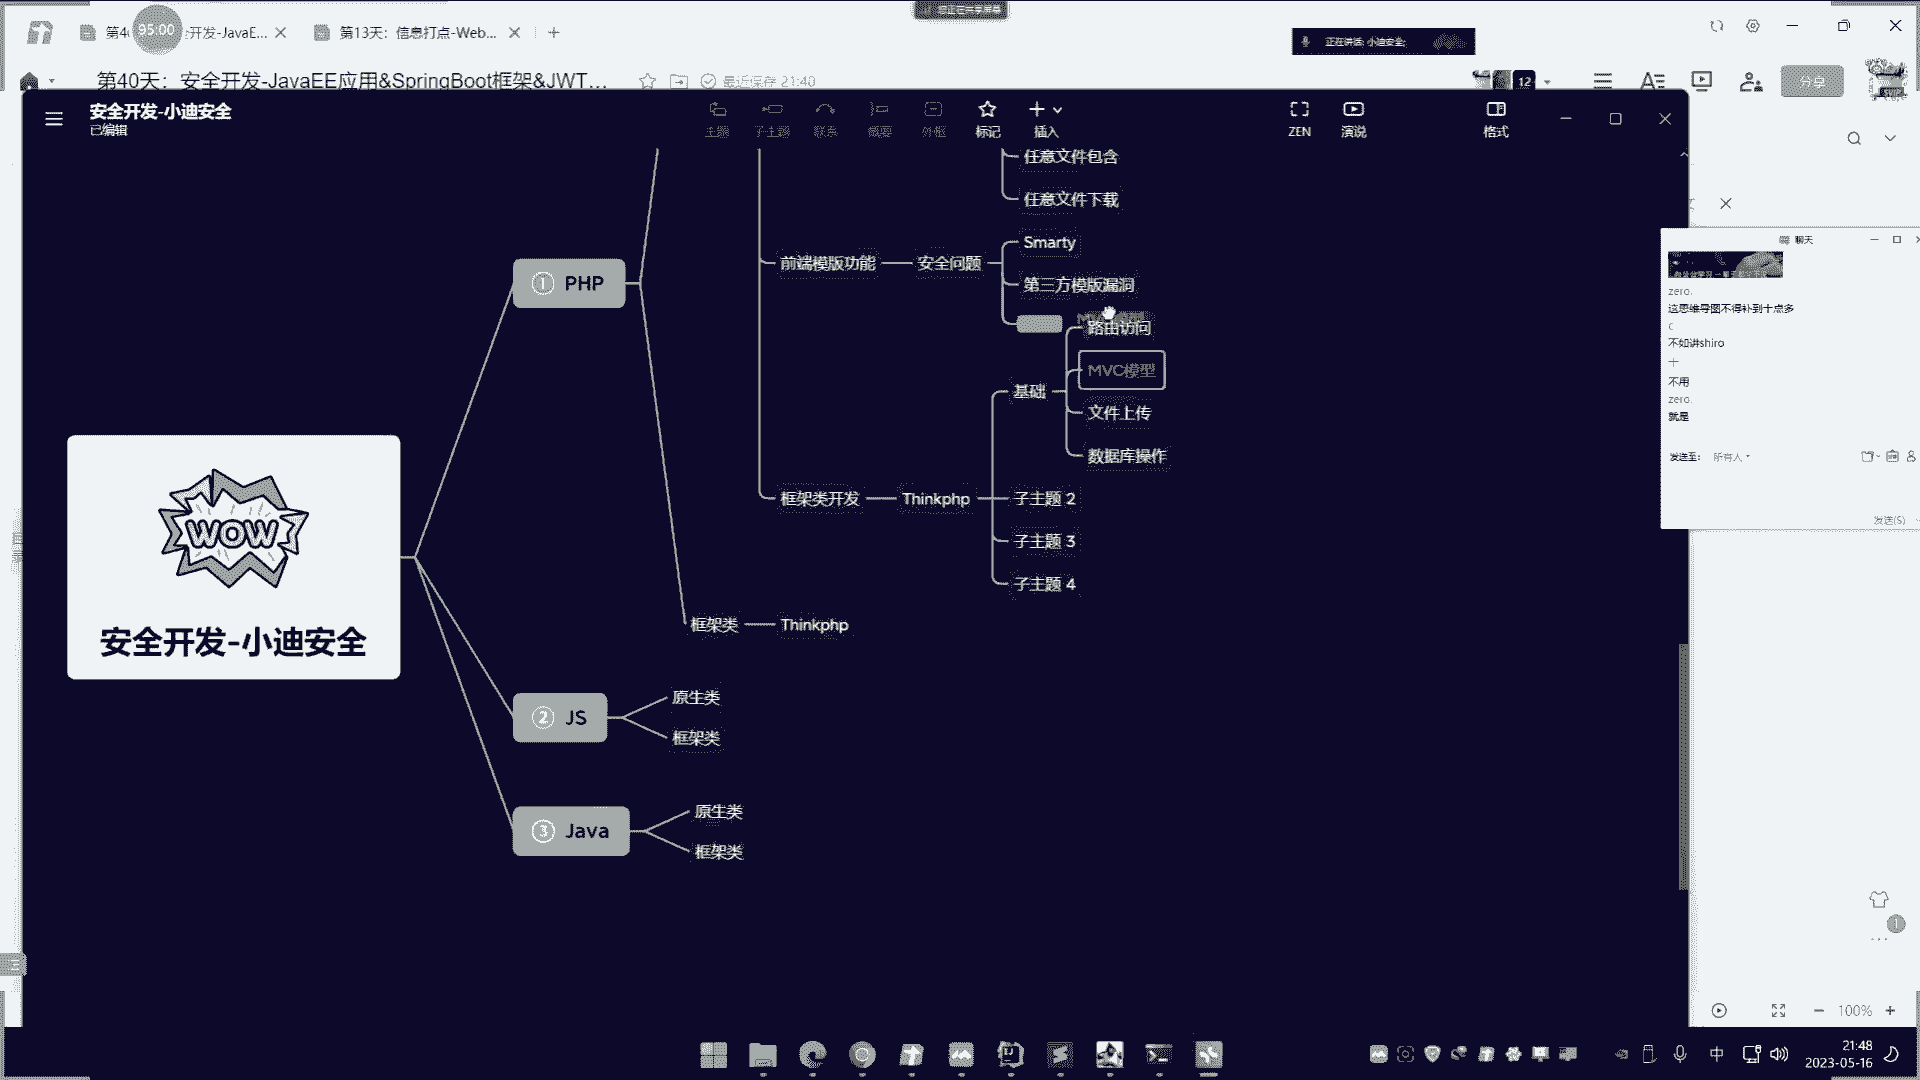 95:00
第40
开发-JavaE...
第13天：信息打点-Web...
第40天：安全开发-JavaEE应用&SpringBoot框架&JWT...
最近保存 21:40
正在讲话: 小迪安全;
12
分享
安全开发-小迪安全
已编辑
主题
子主题
联系
概要
外框
标记
插入
ZEN
演说
格式
任意文件包含
任意文件下载
Smarty
前端模版功能
安全问题
第三方模版漏洞
路由访问
MVC模型
基础
文件上传
数据库操作
框架类开发
Thinkphp
子主题 2
子主题 3
子主题 4
① PHP
框架类
Thinkphp
WOW
安全开发-小迪安全
② JS
原生类
框架类
③ Java
原生类
框架类
聊天
zero.
这思维导图不得补到十点多
C
不如讲shiro
十
不用
zero.
就是
发送至:
所有人
发送(S)
1
100%
中
21:48
2023-05-16